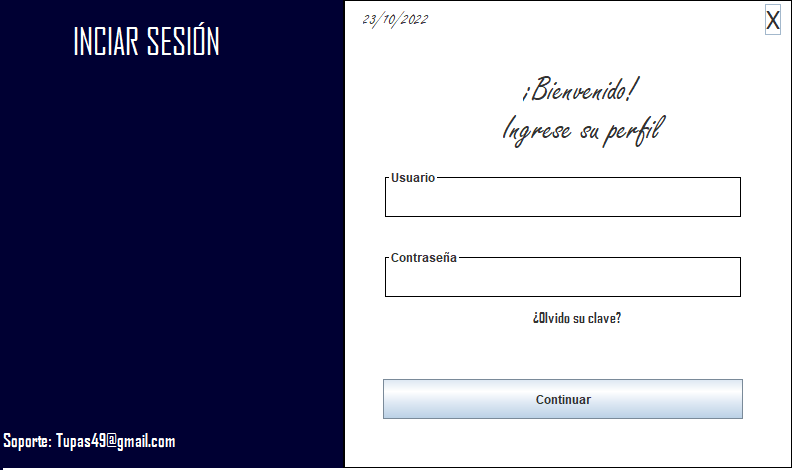 INCIAR SESIÓN
Soporte: Tupas49@gmail.com
23/10/2022
X
¡Bienvenido!
Ingrese su perfil
Usuario
Contraseña
¿Olvido su clave?
Continuar